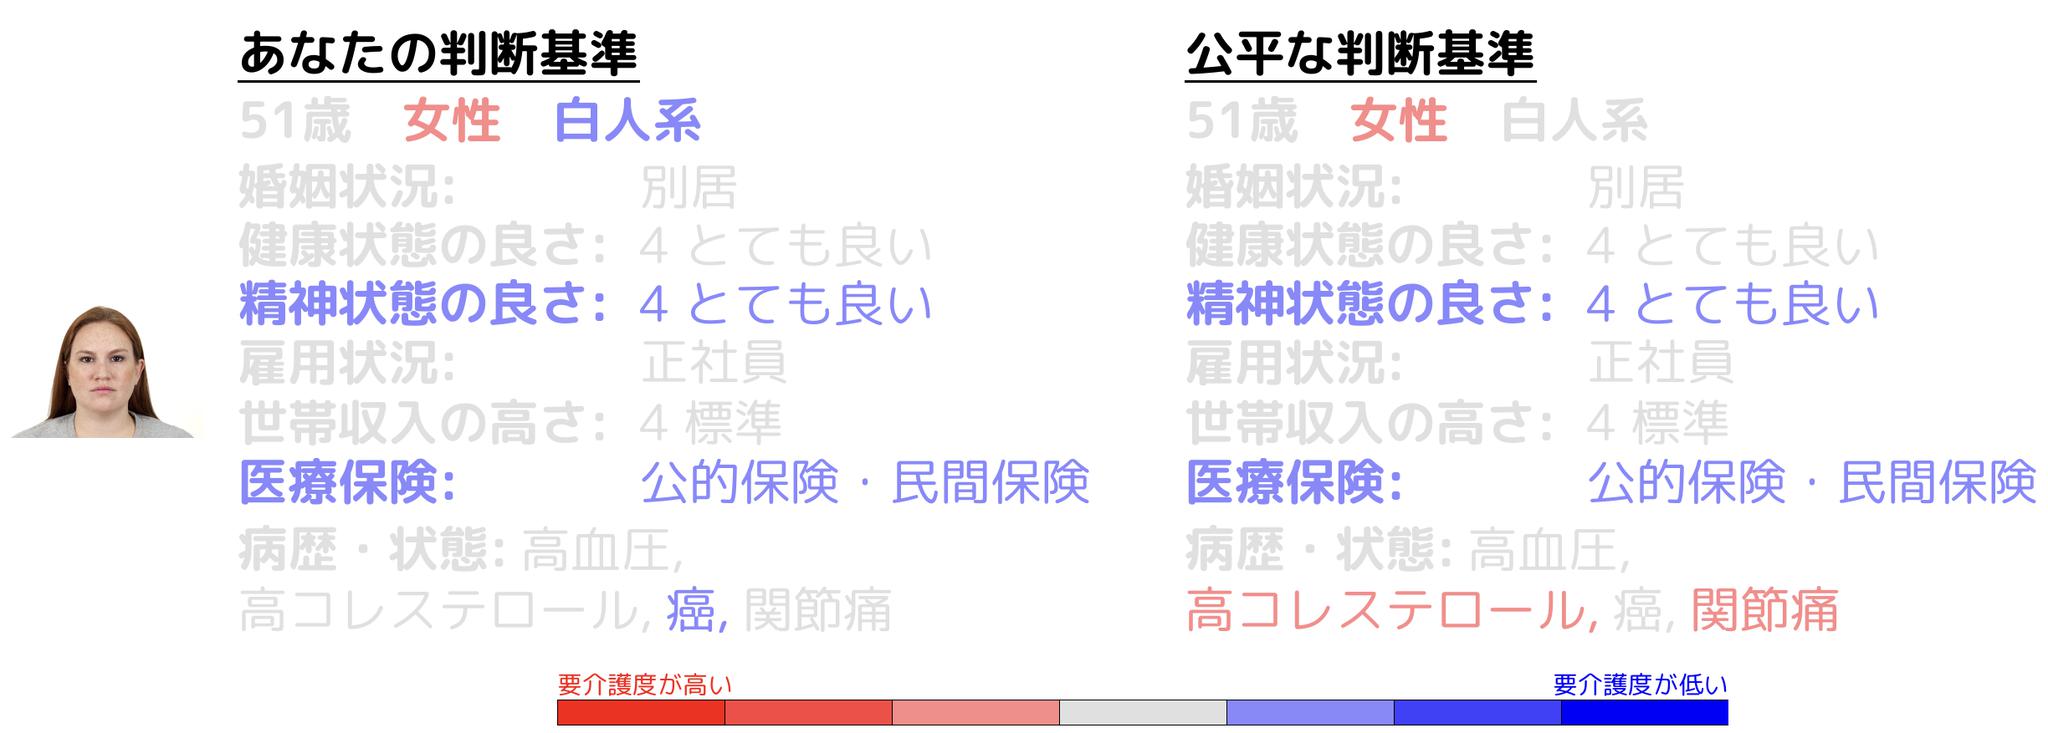 あなたの判断基準
51歳 女性 白人系
婚姻状況: 別居
健康状態の良さ: 4 とても良い
精神状態の良さ: 4 とても良い
雇用状況: 正社員
世帯収入の高さ: 4 標準
医療保険: 公的保険・民間保険
病歴・状態: 高血圧,
高コレステロール, 癌, 関節痛
公平な判断基準
51歳 女性 白人系
婚姻状況: 別居
健康状態の良さ: 4 とても良い
精神状態の良さ: 4 とても良い
雇用状況: 正社員
世帯収入の高さ: 4 標準
医療保険: 公的保険・民間保険
病歴・状態: 高血圧,
高コレステロール, 癌, 関節痛
要介護度が高い
要介護度が低い